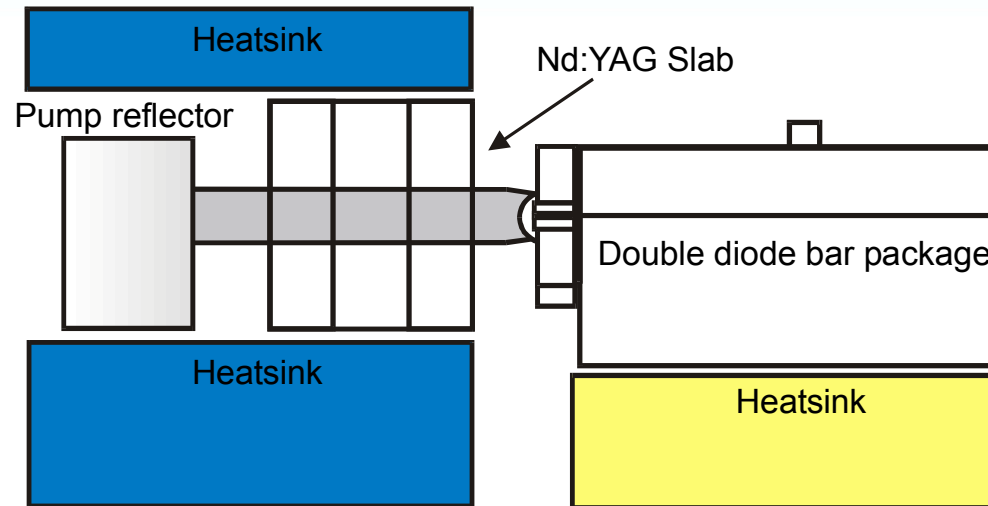 Heatsink
Nd:YAG Slab
Pump reflector
Double diode bar package
Heatsink
Heatsink